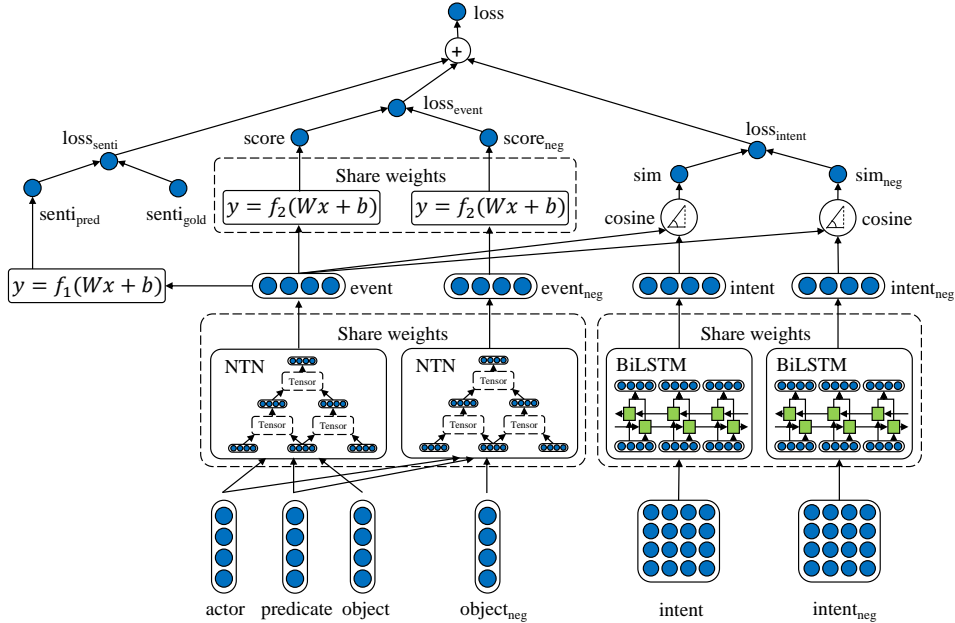 loss
+
loss_event
loss_senti
score
score_neg
loss_intent
Share weights
sim
sim_neg
senti_pred
senti_gold
y = f_2(Wx + b)
y = f_2(Wx + b)
cosine
cosine
y = f_1(Wx + b)
event
event_neg
intent
intent_neg
Share weights
Share weights
NTN
NTN
BiLSTM
BiLSTM
Tensor
Tensor
Tensor
Tensor
Tensor
Tensor
actor
predicate
object
object_neg
intent
intent_neg